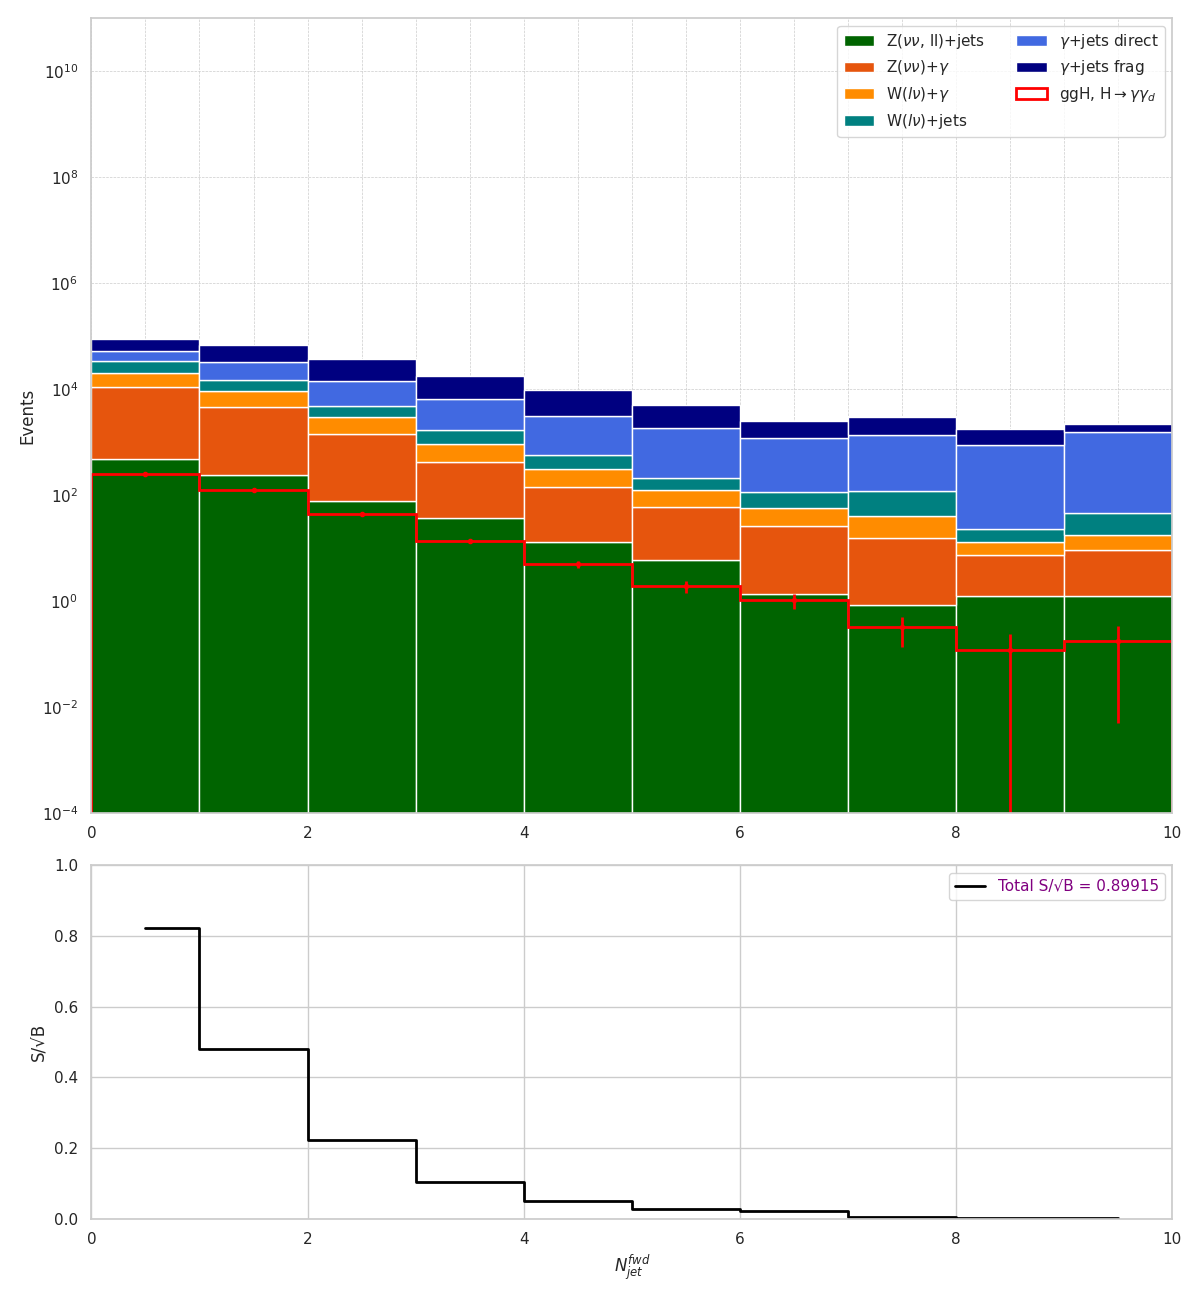 Z(νν, ll)+jets
Z(νν)+γ
W(lν)+γ
W(lν)+jets
γ+jets direct
γ+jets frag
ggH, H→γγ_d
10^10
10^8
10^6
10^4
10^2
10^0
10^−2
10^−4
Events
0 2 4 6 8 10
Total S/√B = 0.89915
1.0
0.8
0.6
0.4
0.2
0.0
S/√B
0 2 4 6 8 10
N_jet^fwd